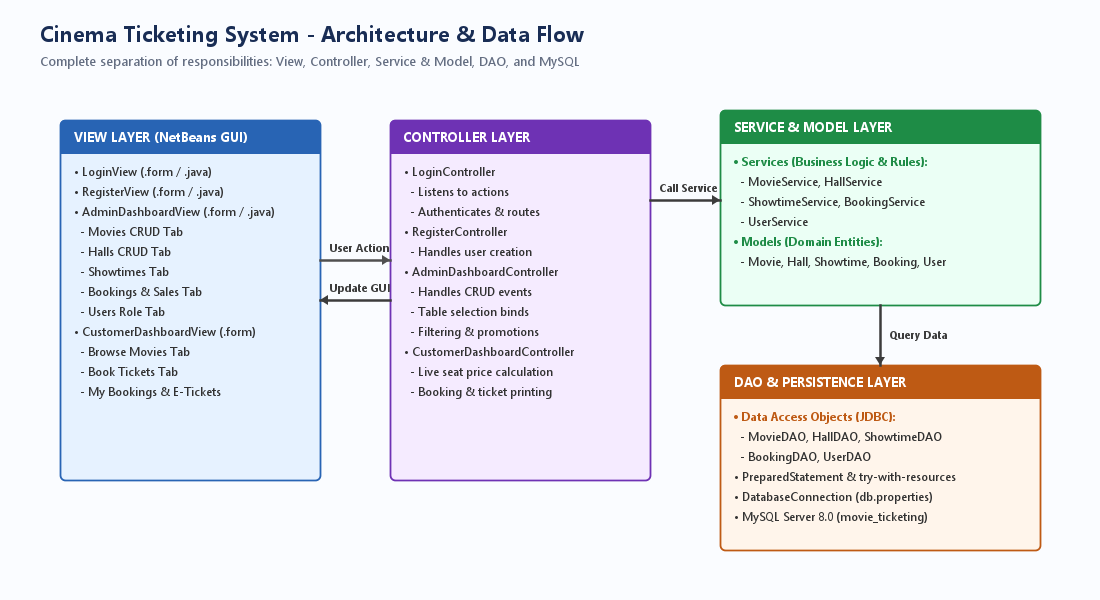 Cinema Ticketing System - Architecture & Data Flow
Complete separation of responsibilities: View, Controller, Service & Model, DAO, and MySQL
VIEW LAYER (NetBeans GUI)
• LoginView (.form / .java)
• RegisterView (.form / .java)
• AdminDashboardView (.form / .java)
- Movies CRUD Tab
- Halls CRUD Tab
- Showtimes Tab
- Bookings & Sales Tab
- Users Role Tab
• CustomerDashboardView (.form)
- Browse Movies Tab
- Book Tickets Tab
- My Bookings & E-Tickets
User Action
Update GUI
CONTROLLER LAYER
• LoginController
- Listens to actions
- Authenticates & routes
• RegisterController
- Handles user creation
• AdminDashboardController
- Handles CRUD events
- Table selection binds
- Filtering & promotions
• CustomerDashboardController
- Live seat price calculation
- Booking & ticket printing
Call Service
SERVICE & MODEL LAYER
• Services (Business Logic & Rules):
- MovieService, HallService
- ShowtimeService, BookingService
- UserService
• Models (Domain Entities):
- Movie, Hall, Showtime, Booking, User
Query Data
DAO & PERSISTENCE LAYER
• Data Access Objects (JDBC):
- MovieDAO, HallDAO, ShowtimeDAO
- BookingDAO, UserDAO
• PreparedStatement & try-with-resources
• DatabaseConnection (db.properties)
• MySQL Server 8.0 (movie_ticketing)